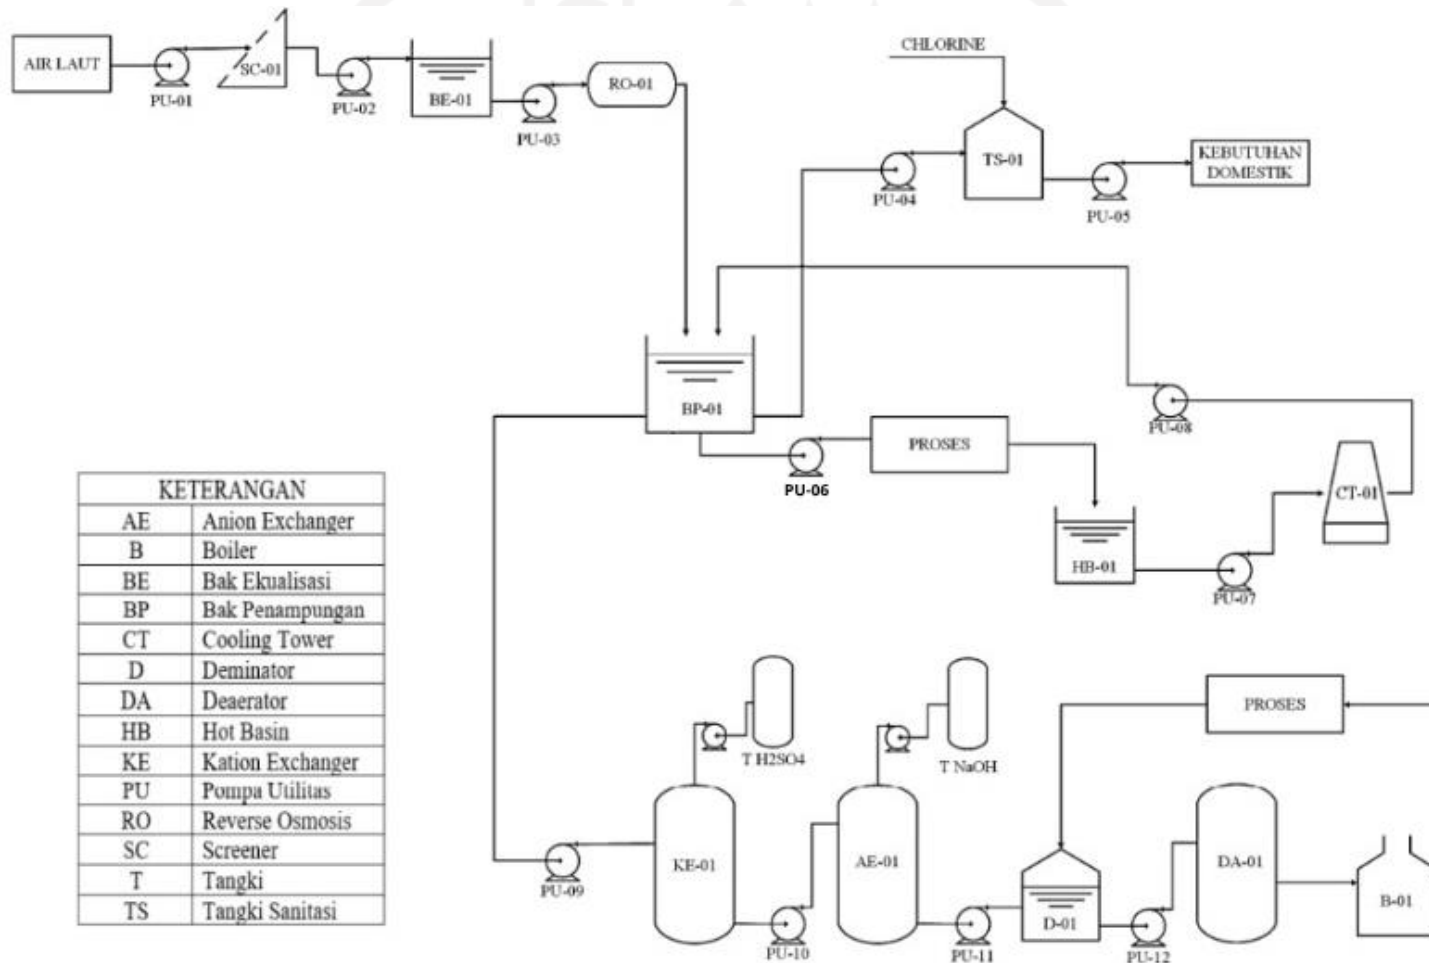 AIR LAUT
PU-01
SC-01
PU-02
BE-01
PU-03
RO-01
CHLORINE
PU-04
TS-01
PU-05
KEBUTUHAN
DOMESTIK
BP-01
PU-06
PROSES
PU-08
HB-01
PU-07
CT-01
KETERANGAN
AE Anion Exchanger
B Boiler
BE Bak Ekualisasi
BP Bak Penampungan
CT Cooling Tower
D Deminator
DA Deaerator
HB Hot Basin
KE Kation Exchanger
PU Pompa Utilitas
RO Reverse Osmosis
SC Screener
T Tangki
TS Tangki Sanitasi
T H2SO4
T NaOH
PROSES
PU-09
KE-01
PU-10
AE-01
PU-11
D-01
PU-12
DA-01
B-01